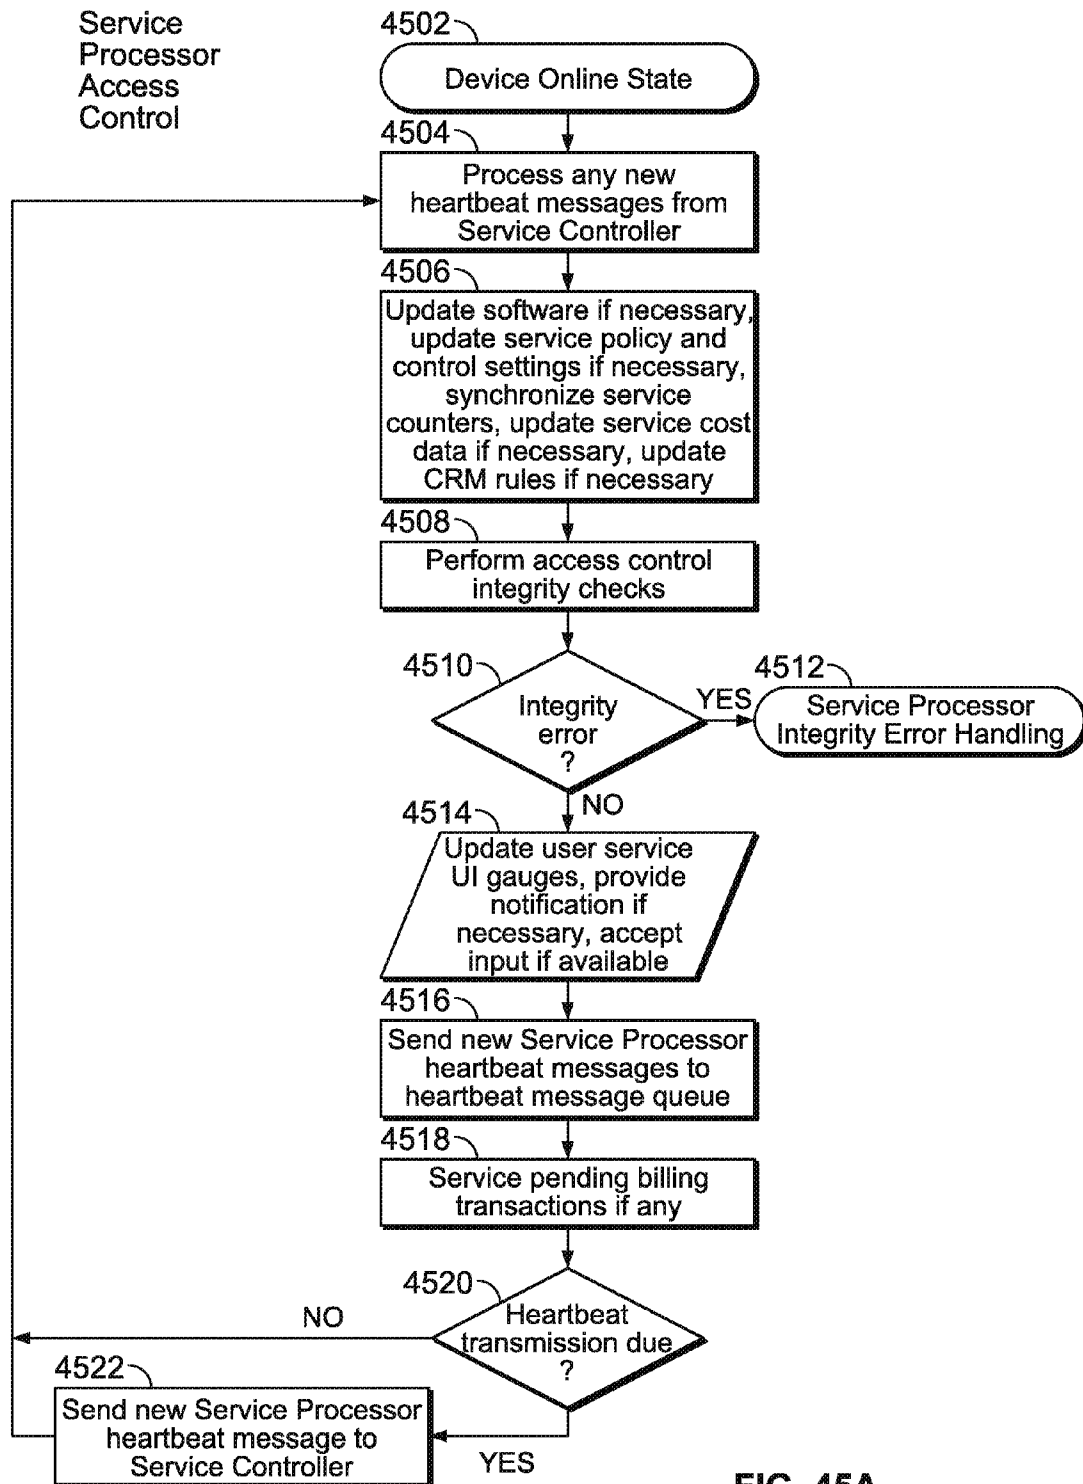 Service
Processor
Access
Control
4502
Device Online State
4504
Process any new
heartbeat messages from
Service Controller
4506
Update software if necessary,
update service policy and
control settings if necessary,
synchronize service
counters, update service cost
data if necessary, update
CRM rules if necessary
4508
Perform access control
integrity checks
4510
Integrity
error
?
YES
4512
Service Processor
Integrity Error Handling
NO
4514
Update user service
UI gauges, provide
notification if
necessary, accept
input if available
4516
Send new Service Processor
heartbeat messages to
heartbeat message queue
4518
Service pending billing
transactions if any
4520
Heartbeat
transmission due
?
NO
4522
Send new Service Processor
heartbeat message to
Service Controller
YES
FIG. 45A